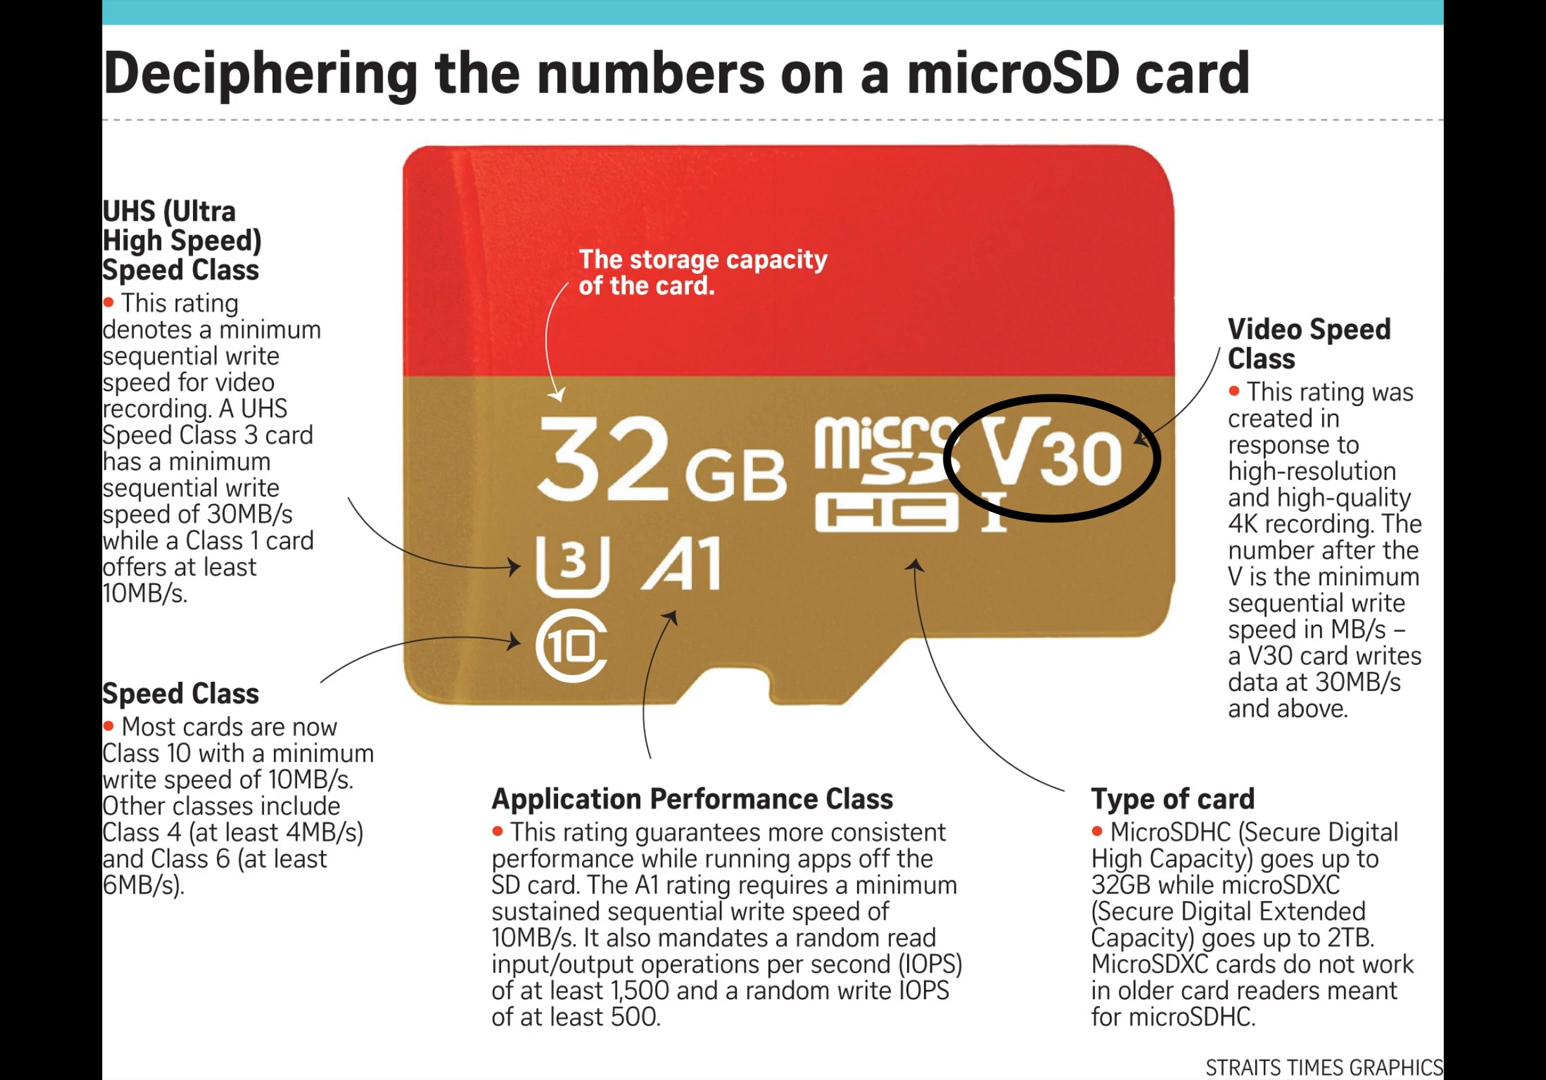 Deciphering the numbers on a microSD card
UHS (Ultra
High Speed)
Speed Class
• This rating
denotes a minimum
sequential write
speed for video
recording. A UHS
Speed Class 3 card
has a minimum
sequential write
speed of 30MB/s
while a Class 1 card
offers at least
10MB/s.
Speed Class
• Most cards are now
Class 10 with a minimum
write speed of 10MB/s.
Other classes include
Class 4 (at least 4MB/s)
and Class 6 (at least
6MB/s).
The storage capacity
of the card.
32 GB
micro
SD
HC I
V30
3
A1
10
Application Performance Class
• This rating guarantees more consistent
performance while running apps off the
SD card. The A1 rating requires a minimum
sustained sequential write speed of
10MB/s. It also mandates a random read
input/output operations per second (IOPS)
of at least 1,500 and a random write IOPS
of at least 500.
Video Speed
Class
• This rating was
created in
response to
high-resolution
and high-quality
4K recording. The
number after the
V is the minimum
sequential write
speed in MB/s –
a V30 card writes
data at 30MB/s
and above.
Type of card
• MicroSDHC (Secure Digital
High Capacity) goes up to
32GB while microSDXC
(Secure Digital Extended
Capacity) goes up to 2TB.
MicroSDXC cards do not work
in older card readers meant
for microSDHC.
STRAITS TIMES GRAPHICS